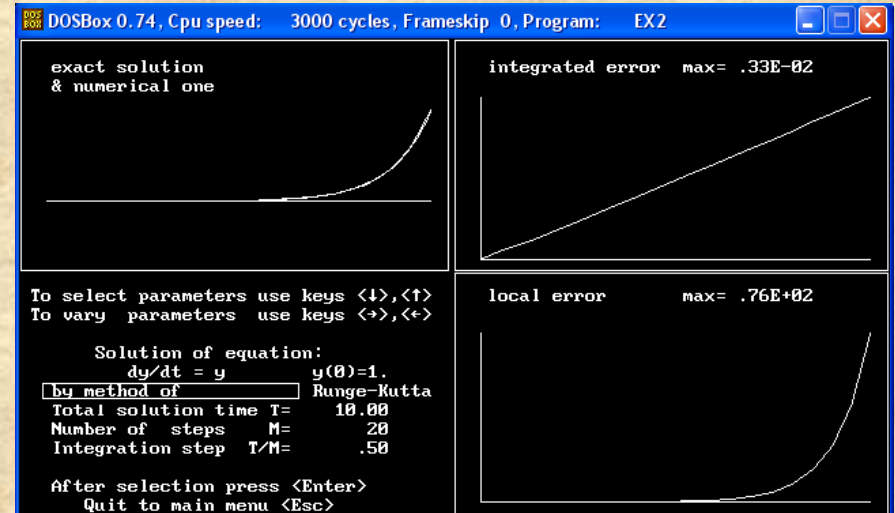 DOSBox 0.74, Cpu speed: 3000 cycles, Frameskip 0, Program: EX2
exact solution
& numerical one
integrated error max= .33E-02
To select parameters use keys <↓>,<↑>
To vary parameters use keys <→>,<←>
Solution of equation:
dy/dt = y y(0)=1.
by method of Runge-Kutta
Total solution time T= 10.00
Number of steps M= 20
Integration step T/M= .50
After selection press <Enter>
Quit to main menu <Esc>
local error max= .76E+02